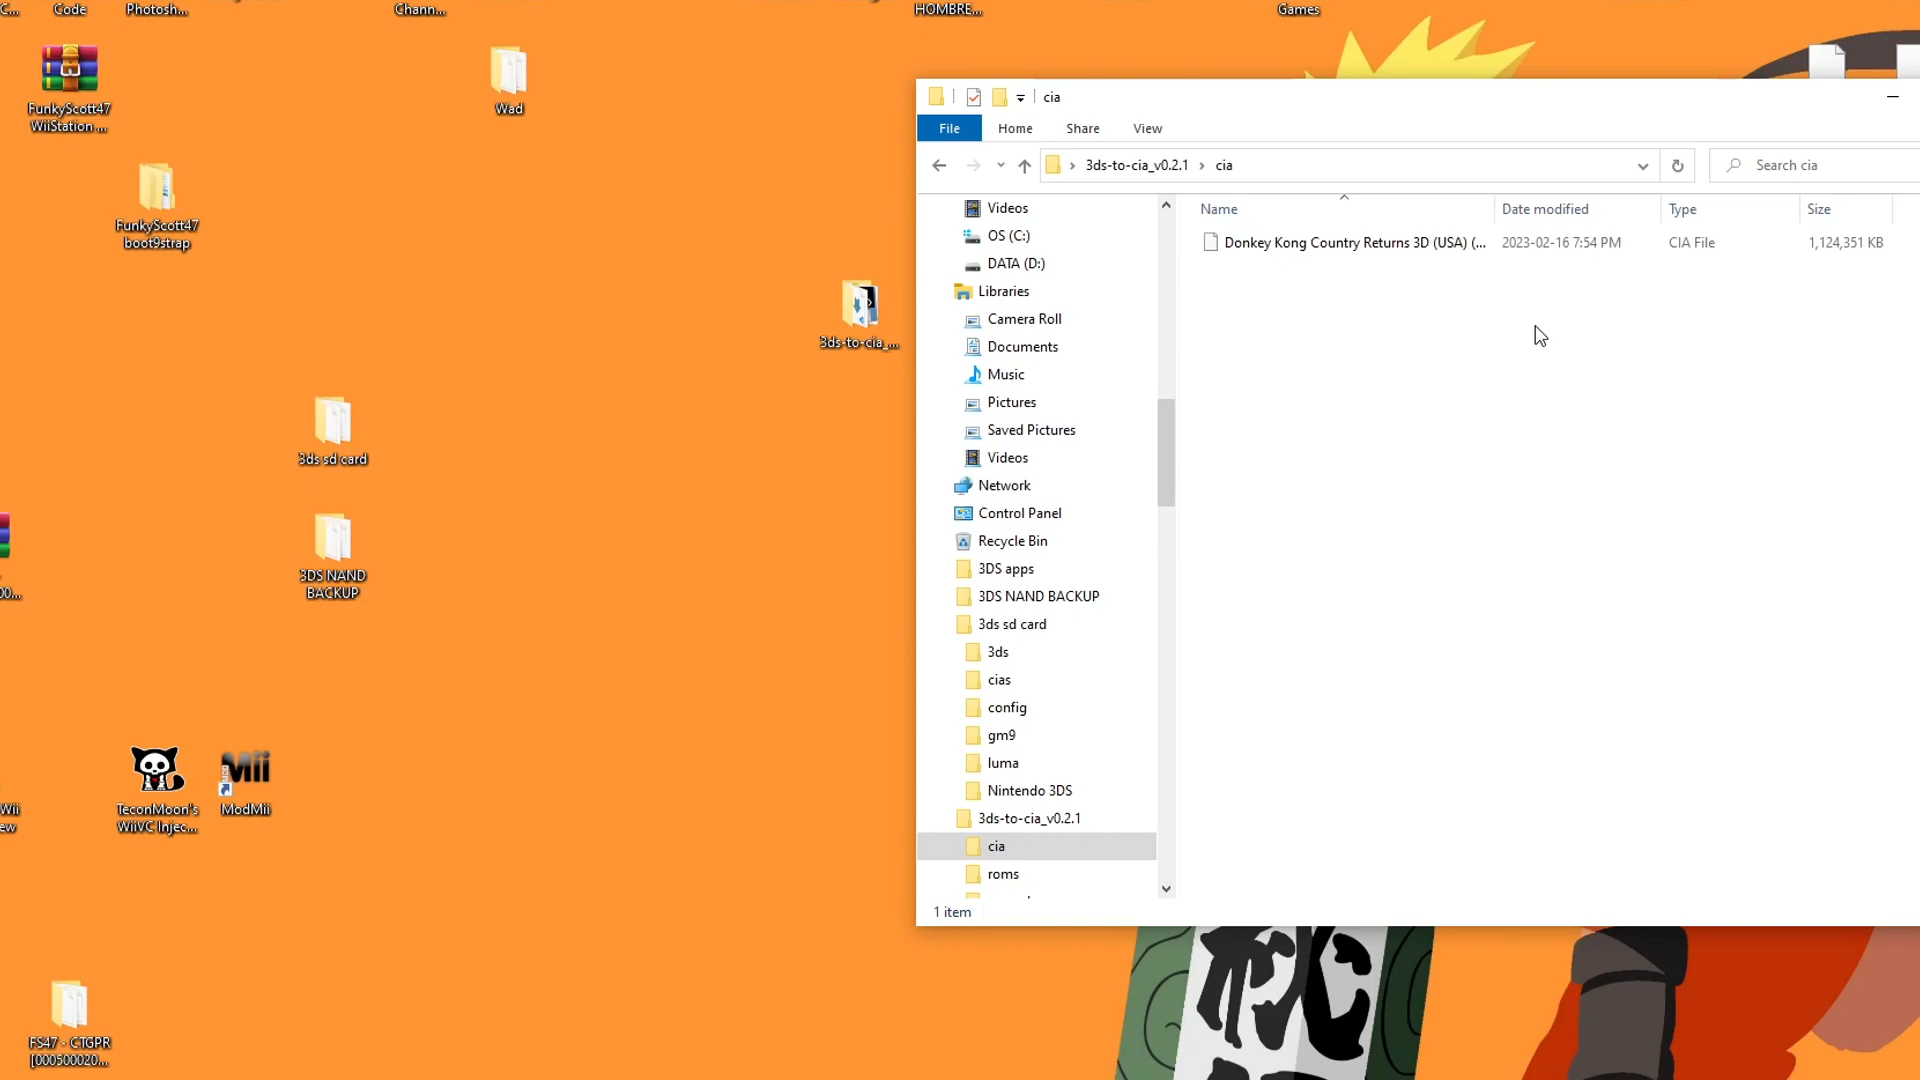 C...
Code
Photosh...
Chann...
HOMBRE...
Games
FunkyScott47
WiiStation ...
Wad
FunkyScott47
boot9strap
3ds-to-cia_...
3ds sd card
3DS NAND
BACKUP
00...
Wii
ew
TeconMoon's
WiiVC Injec...
Mii
ModMii
FS47 - CTGPR
[000500020...
cia
File
Home
Share
View
3ds-to-cia_v0.2.1
cia
Search cia
Videos
OS (C:)
DATA (D:)
Libraries
Camera Roll
Documents
Music
Pictures
Saved Pictures
Videos
Network
Control Panel
Recycle Bin
3DS apps
3DS NAND BACKUP
3ds sd card
3ds
cias
config
gm9
luma
Nintendo 3DS
3ds-to-cia_v0.2.1
cia
roms
1 item
Name Date modified Type Size
Donkey Kong Country Returns 3D (USA) (... 2023-02-16 7:54 PM CIA File 1,124,351 KB